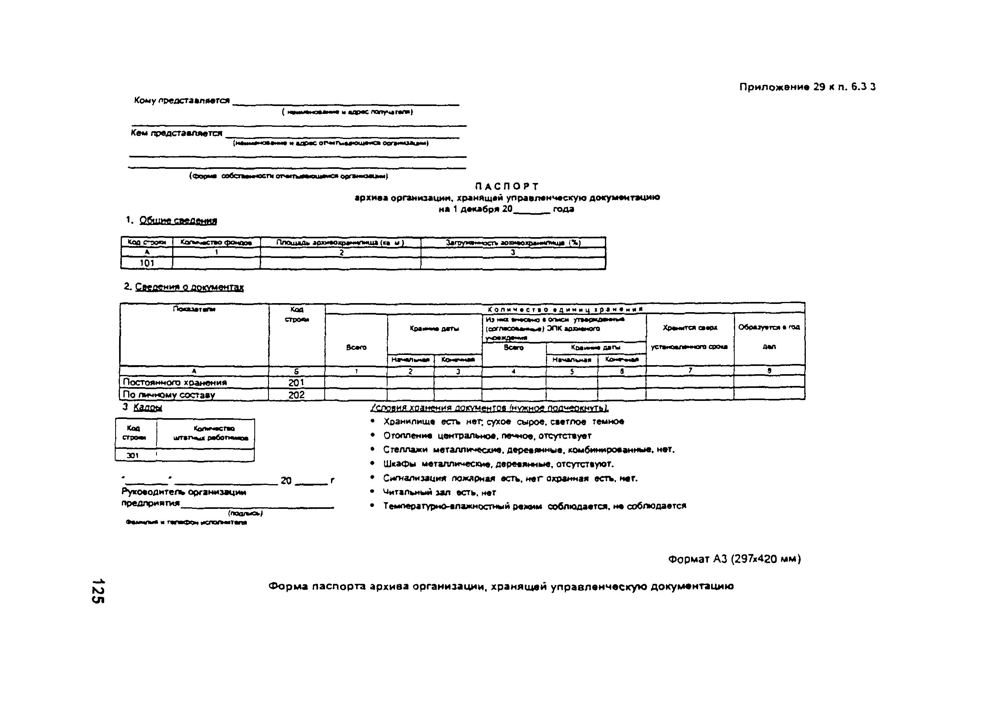 Приложение 29 к п. 6.3 3
Кому представляется
( наименование и адрес получателя)
Кем представляется
(наименование и адрес отчитывающейся организации)
(форма собственности отчитывающейся организации)
ПАСПОРТ
архива организации, хранящей управленческую документацию
на 1 декабря 20______ года
1. Общие сведения
Код строки Количество фондов Площадь архивохранилища (кв м) Загруженность архивохранилища (%)
А 1 2 3
101
2. Сведения о документах
Показатели Код строки Количество единиц хранения
Всего Крайние даты Из них внесено в описи утвержденные (согласованные) ЭПК архивного учреждения Хранится сверх установленного срока Образуется в год дел
Всего Крайние даты
Начальная Конечная Начальная Конечная
А Б 1 2 3 4 5 6 7 8
Постоянного хранения 201
По личному составу 202
3 Кадры
Код строки Количество штатных работников
301
"______" ______________ 20 ____ г
Руководитель организации
предприятия
(подпись)
Фамилия и телефон исполнителя
Условия хранения документов (нужное подчеркнуть).
• Хранилище есть нет; сухое сырое, светлое темное
• Отопление центральное, печное, отсутствует
• Стеллажи металлические, деревянные, комбинированные, нет.
• Шкафы металлические, деревянные, отсутствуют.
• Сигнализация пожарная есть, нет охранная есть, нет.
• Читальный зал есть, нет
• Температурно-влажностный режим соблюдается, не соблюдается
Формат А3 (297х420 мм)
Форма паспорта архива организации, хранящей управленческую документацию
125